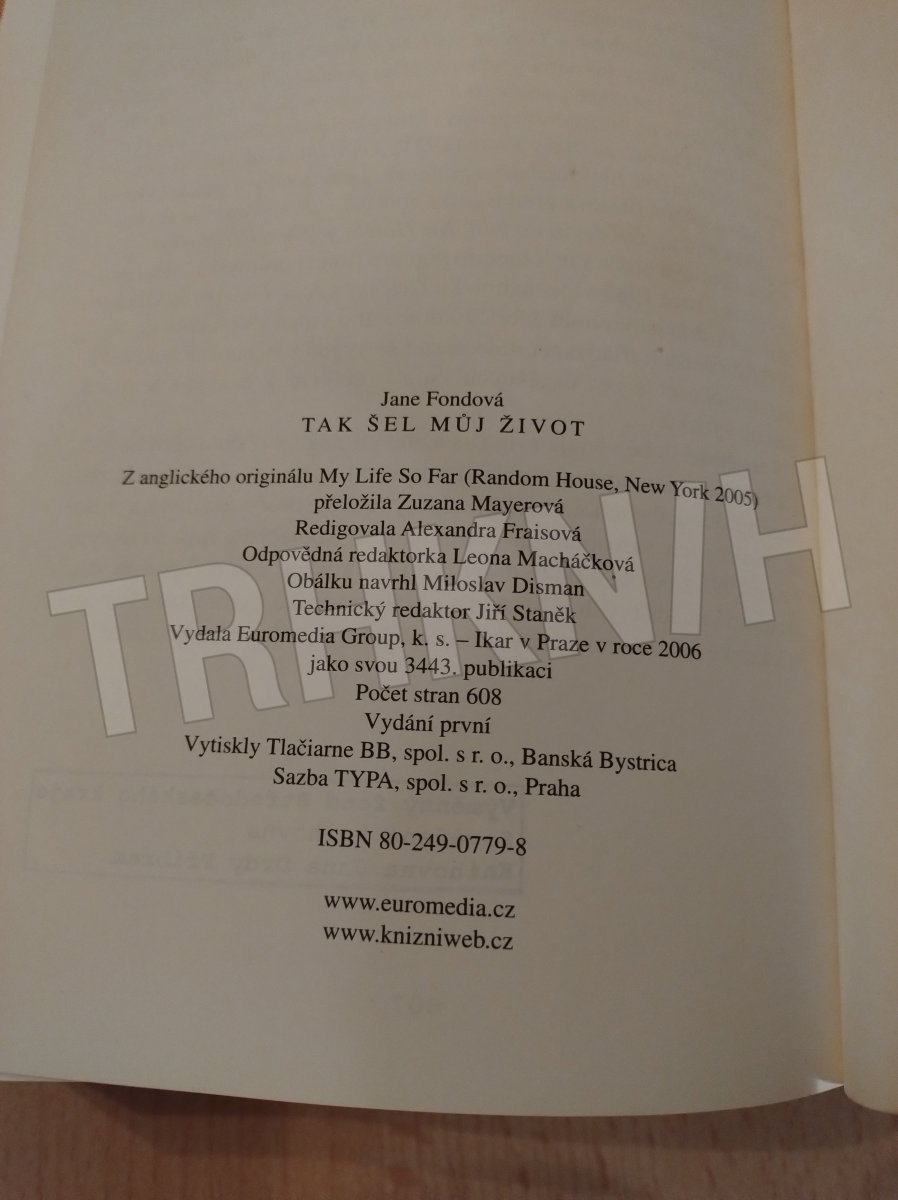 Jane Fondová
TAK ŠEL MŮJ ŽIVOT
Z anglického originálu My Life So Far (Random House, New York 2005)
přeložila Zuzana Mayerová
Redigovala Alexandra Fraisová
Odpovědná redaktorka Leona Macháčková
Obálku navrhl Miloslav Disman
Technický redaktor Jiří Staněk
Vydala Euromedia Group, k. s. – Ikar v Praze v roce 2006
jako svou 3443. publikaci
Počet stran 608
Vydání první
Vytiskly Tlačiarne BB, spol. s r. o., Banská Bystrica
Sazba TYPA, spol. s r. o., Praha
ISBN 80-249-0779-8
www.euromedia.cz
www.knizniweb.cz